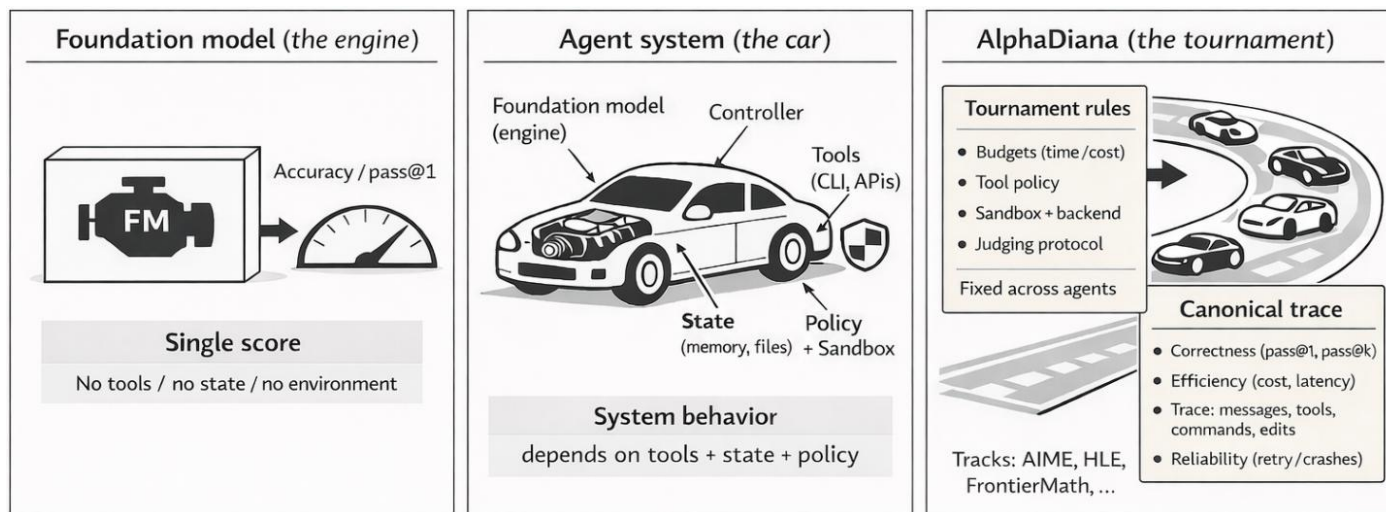 Foundation model (the engine)
FM
Accuracy / pass@1
Single score
No tools / no state / no environment
Agent system (the car)
Foundation model
(engine)
Controller
Tools
(CLI, APIs)
State
(memory, files)
Policy
+ Sandbox
System behavior
depends on tools + state + policy
AlphaDiana (the tournament)
Tournament rules
• Budgets (time/cost)
• Tool policy
• Sandbox + backend
• Judging protocol
Fixed across agents
Canonical trace
• Correctness (pass@1, pass@k)
• Efficiency (cost, latency)
• Trace: messages, tools,
commands, edits
• Reliability (retry/crashes)
Tracks: AIME, HLE,
FrontierMath, ...